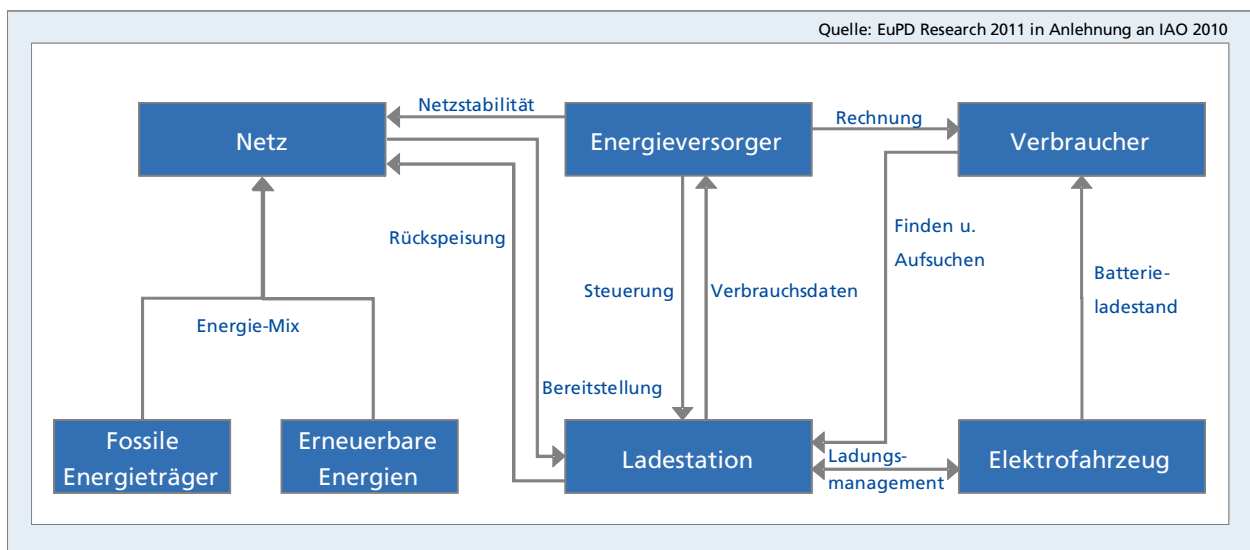 Quelle: EuPD Research 2011 in Anlehnung an IAO 2010
Netzstabilität
Rechnung
Netz
Energieversorger
Verbraucher
Rückspeisung
Finden u.
Aufsuchen
Steuerung
Verbrauchsdaten
Batterie-
ladestand
Energie-Mix
Bereitstellung
Fossile
Energieträger
Erneuerbare
Energien
Ladestation
Ladungs-
management
Elektrofahrzeug